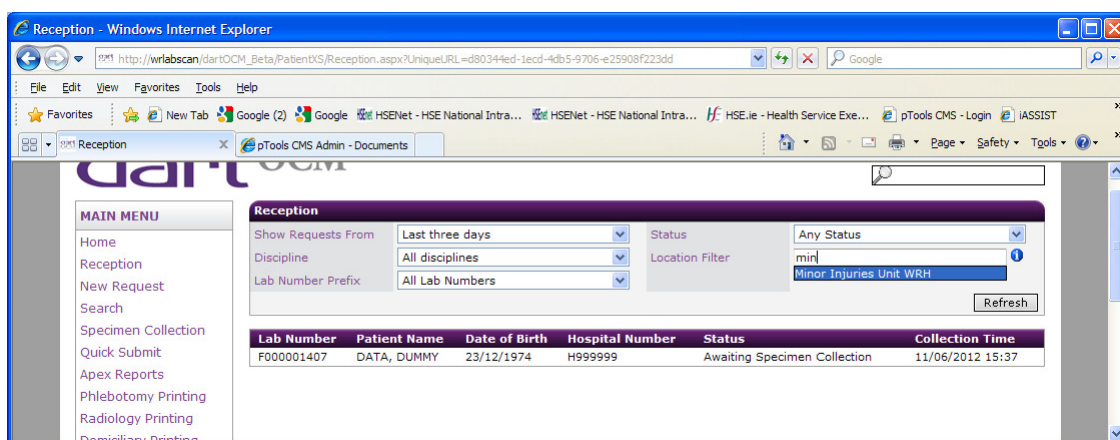 Reception - Windows Internet Explorer
http://wrlabscan/dartOCM_Beta/PatientXS/Reception.aspx?UniqueURL=d80344ed-1ecd-4db5-9706-e25908f223dd Google
File Edit View Favorites Tools Help
Favorites New Tab Google (2) Google HSENet - HSE National Intra... HSENet - HSE National Intra... HSE.ie - Health Service Exe... pTools CMS - Login iASSIST
Reception X pTools CMS Admin - Documents Page Safety Tools
dart OCM
MAIN MENU
Home
Reception
New Request
Search
Specimen Collection
Quick Submit
Apex Reports
Phlebotomy Printing
Radiology Printing
Domiciliary Printing
Reception
Show Requests From Last three days Status Any Status
Discipline All disciplines Location Filter min
Minor Injuries Unit WRH
Lab Number Prefix All Lab Numbers
Refresh
Lab Number Patient Name Date of Birth Hospital Number Status Collection Time
F000001407 DATA, DUMMY 23/12/1974 H999999 Awaiting Specimen Collection 11/06/2012 15:37